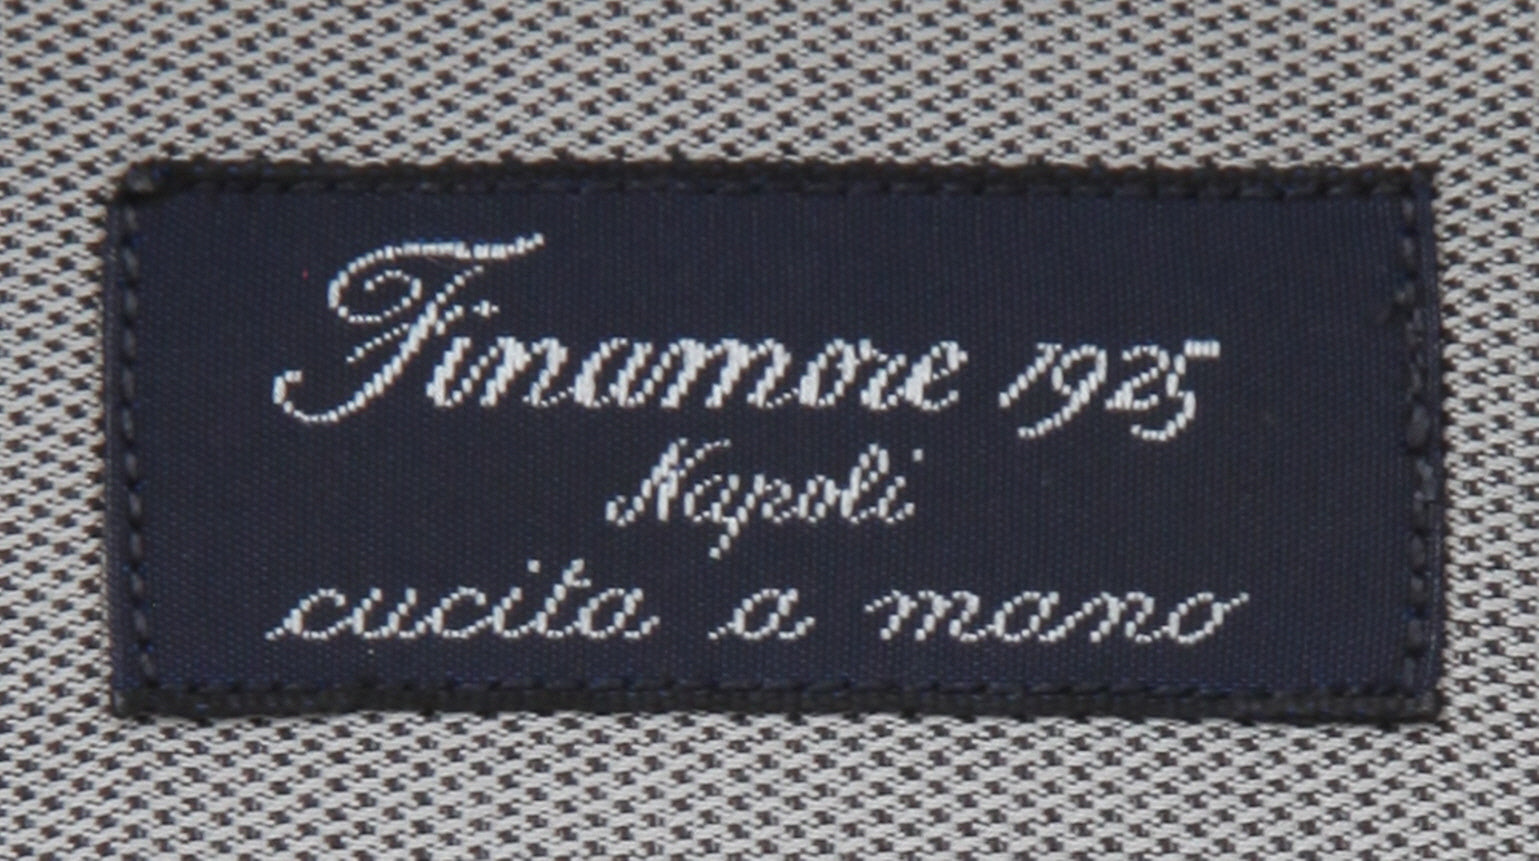 Finamore 1925
Napoli
cucita a mano